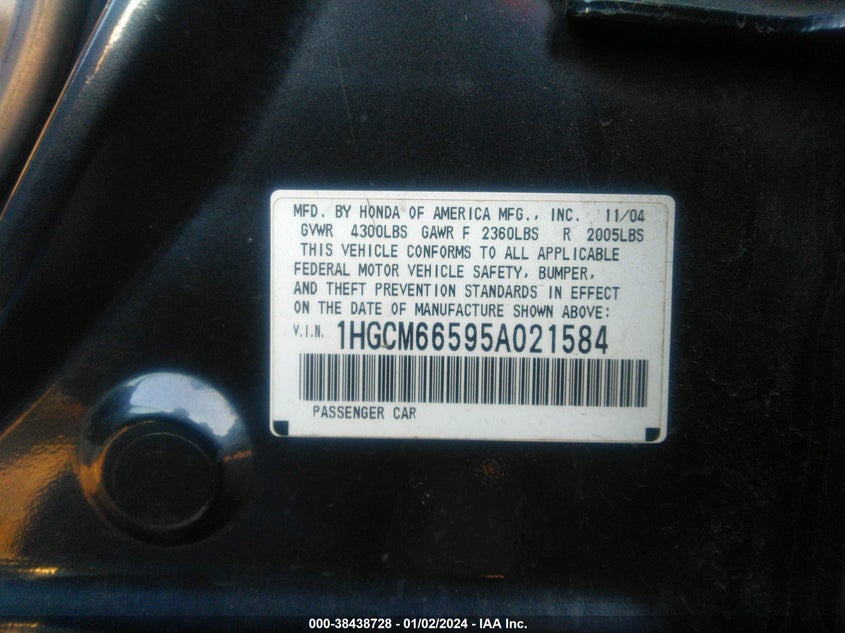 MFD. BY HONDA OF AMERICA MFG., INC. 11/04
GVWR 4300LBS GAWR F 2360LBS R 2005LBS
THIS VEHICLE CONFORMS TO ALL APPLICABLE
FEDERAL MOTOR VEHICLE SAFETY, BUMPER,
AND THEFT PREVENTION STANDARDS IN EFFECT
ON THE DATE OF MANUFACTURE SHOWN ABOVE:
V.I.N. 1HGCM66595A021584
PASSENGER CAR
000-38438728 - 01/02/2024 - IAA Inc.